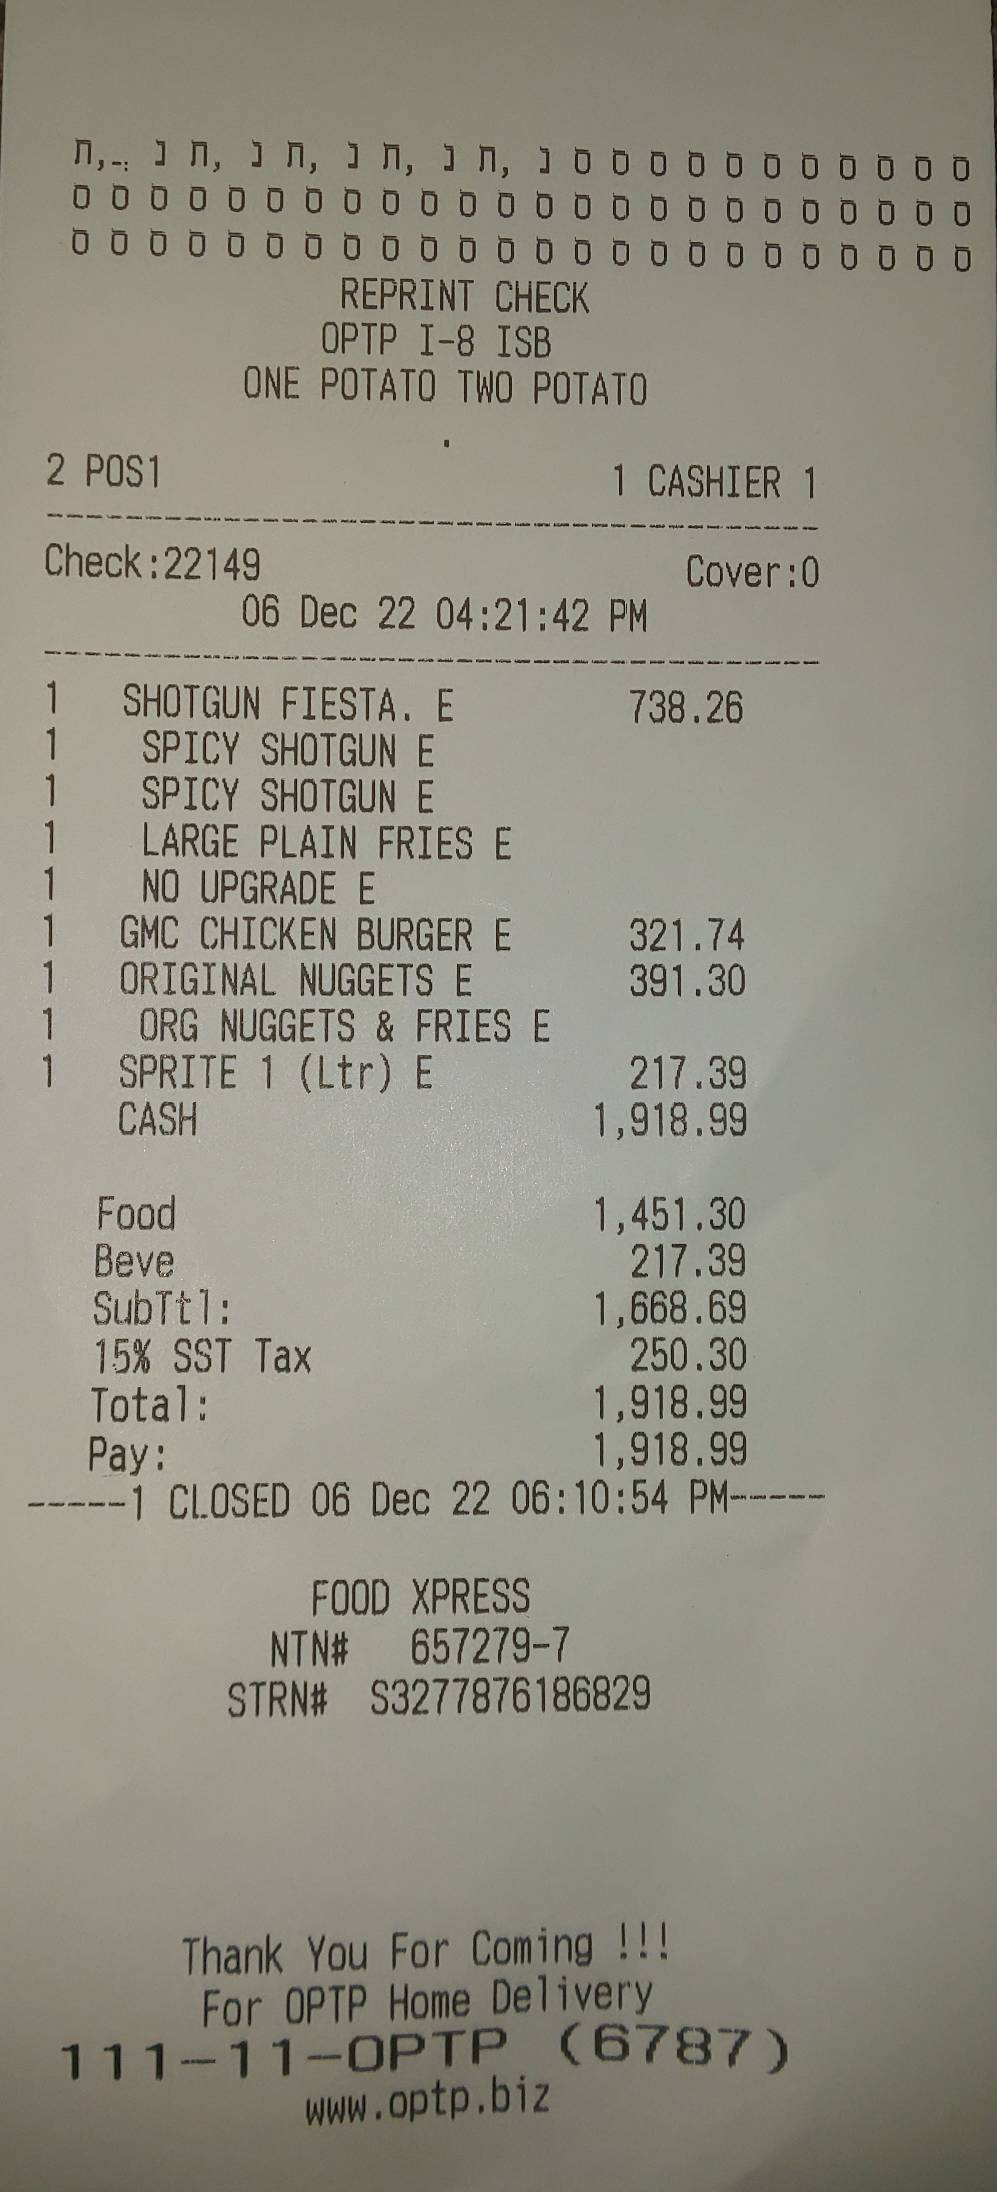 ח,.: נ ח, נ ח, נ ח, נ ח, נ ס ס ס ס ס ס ס ס ס ס ס
ס ס ס ס ס ס ס ס ס ס ס ס ס ס ס ס ס ס ס ס ס ס ס ס
ס ס ס ס ס ס ס ס ס ס ס ס ס ס ס ס ס ס ס ס ס ס ס ס
REPRINT CHECK
OPTP I-8 ISB
ONE POTATO TWO POTATO
.
2 POS1 1 CASHIER 1
----------------------------------------
Check:22149 Cover:0
06 Dec 22 04:21:42 PM
----------------------------------------
1 SHOTGUN FIESTA. E 738.26
1 SPICY SHOTGUN E
1 SPICY SHOTGUN E
1 LARGE PLAIN FRIES E
1 NO UPGRADE E
1 GMC CHICKEN BURGER E 321.74
1 ORIGINAL NUGGETS E 391.30
1 ORG NUGGETS & FRIES E
1 SPRITE 1 (Ltr) E 217.39
CASH 1,918.99
Food 1,451.30
Beve 217.39
SubTtl: 1,668.69
15% SST Tax 250.30
Total: 1,918.99
Pay: 1,918.99
-----1 CLOSED 06 Dec 22 06:10:54 PM-----
FOOD XPRESS
NTN# 657279-7
STRN# S3277876186829
Thank You For Coming !!!
For OPTP Home Delivery
111-11-OPTP (6787)
www.optp.biz